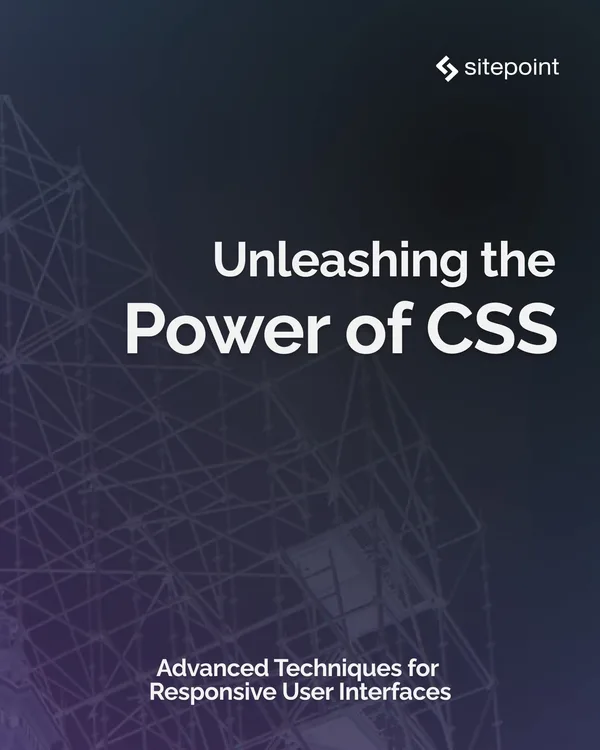 sitepoint
Unleashing the
Power of CSS
Advanced Techniques for
Responsive User Interfaces